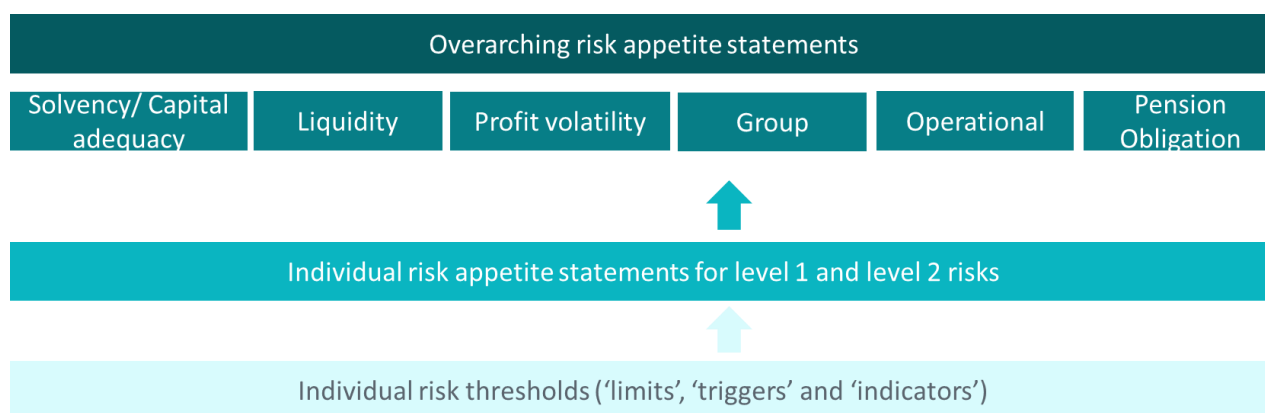 Overarching risk appetite statements
Solvency/ Capital
adequacy
Liquidity
Profit volatility
Group
Operational
Pension
Obligation
Individual risk appetite statements for level 1 and level 2 risks
Individual risk thresholds (‘limits’, ‘triggers’ and ‘indicators’)